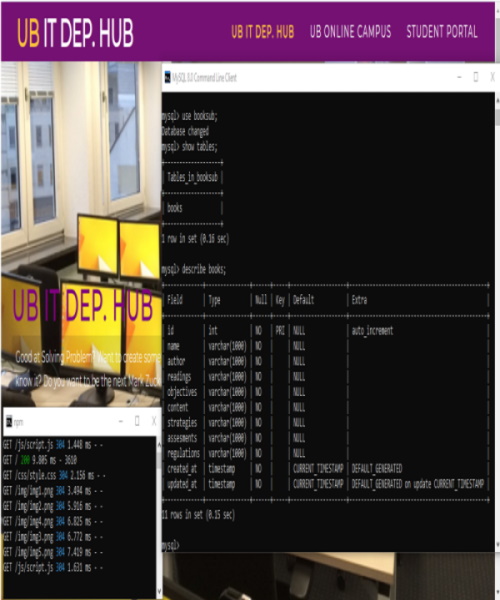 UB IT DEP. HUB
UB IT DEP. HUB UB ONLINE CAMPUS STUDENT PORTAL
MySQL 8.0 Command Line Client
mysql> use booksub;
Database changed
mysql> show tables;
Tables_in_booksub
books
1 row in set (0.16 sec)
mysql> describe books;
Field | Type | Null | Key | Default | Extra
id | int | NO | PRI | NULL | auto_increment
name | varchar(1000) | NO | | NULL |
author | varchar(1000) | NO | | NULL |
readings | varchar(1000) | NO | | NULL |
objectives | varchar(1000) | NO | | NULL |
content | varchar(1000) | NO | | NULL |
strategies | varchar(1000) | NO | | NULL |
assesments | varchar(1000) | NO | | NULL |
regulations | varchar(1000) | NO | | NULL |
created_at | timestamp | NO | | CURRENT_TIMESTAMP | DEFAULT_GENERATED
updated_at | timestamp | NO | | CURRENT_TIMESTAMP | DEFAULT_GENERATED on update CURRENT_TIMESTAMP
11 rows in set (0.15 sec)
mysql>
UB IT DEP. HUB
Good at Solving Problem? Want to create some
know it? Do you want to be the next Mark Zuck
npm
GET /js/script.js 304 1.448 ms - -
GET / 200 9.805 ms - 3610
GET /css/style.css 304 2.156 ms - -
GET /img/img1.png 304 3.494 ms - -
GET /img/img2.png 304 5.916 ms - -
GET /img/img4.png 304 6.825 ms - -
GET /img/img3.png 304 6.772 ms - -
GET /img/img5.png 304 7.419 ms - -
GET /js/script.js 304 1.631 ms - -